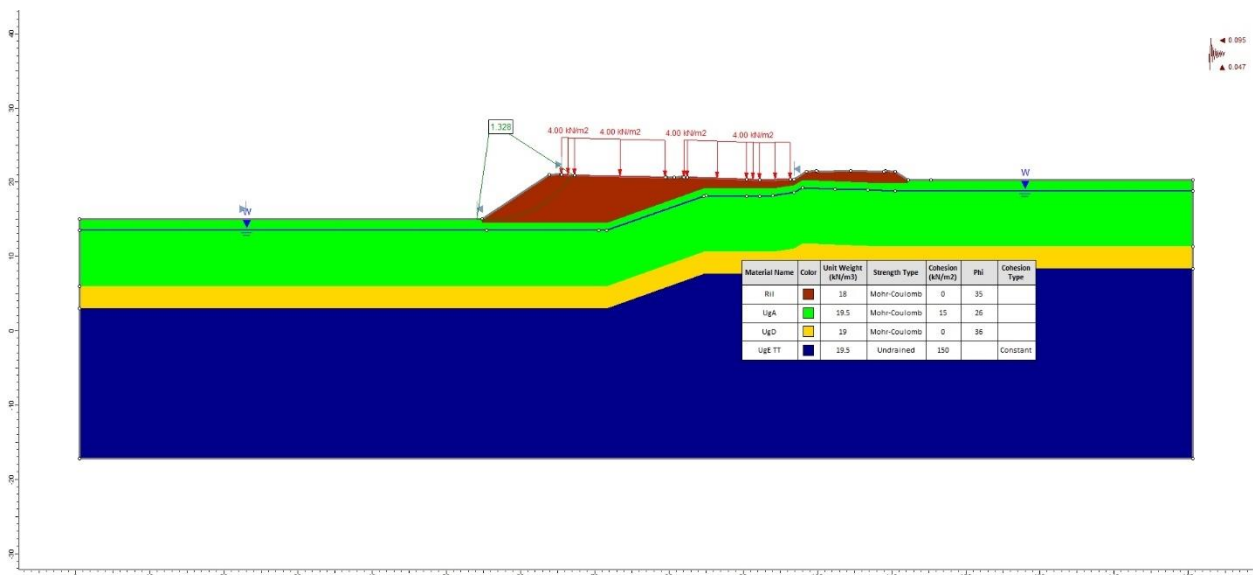 40
30
20
10
0
-10
-20
-30
◄ 0.095
▲ 0.047
1.328
4.00 kN/m2 4.00 kN/m2 4.00 kN/m2 4.00 kN/m2
W
W
Material Name Color Unit Weight (kN/m3) Strength Type Cohesion (kN/m2) Phi Cohesion Type
Ril 18 Mohr-Coulomb 0 35
UgA 19.5 Mohr-Coulomb 15 26
UgD 19 Mohr-Coulomb 0 36
UgE TT 19.5 Undrained 150 Constant